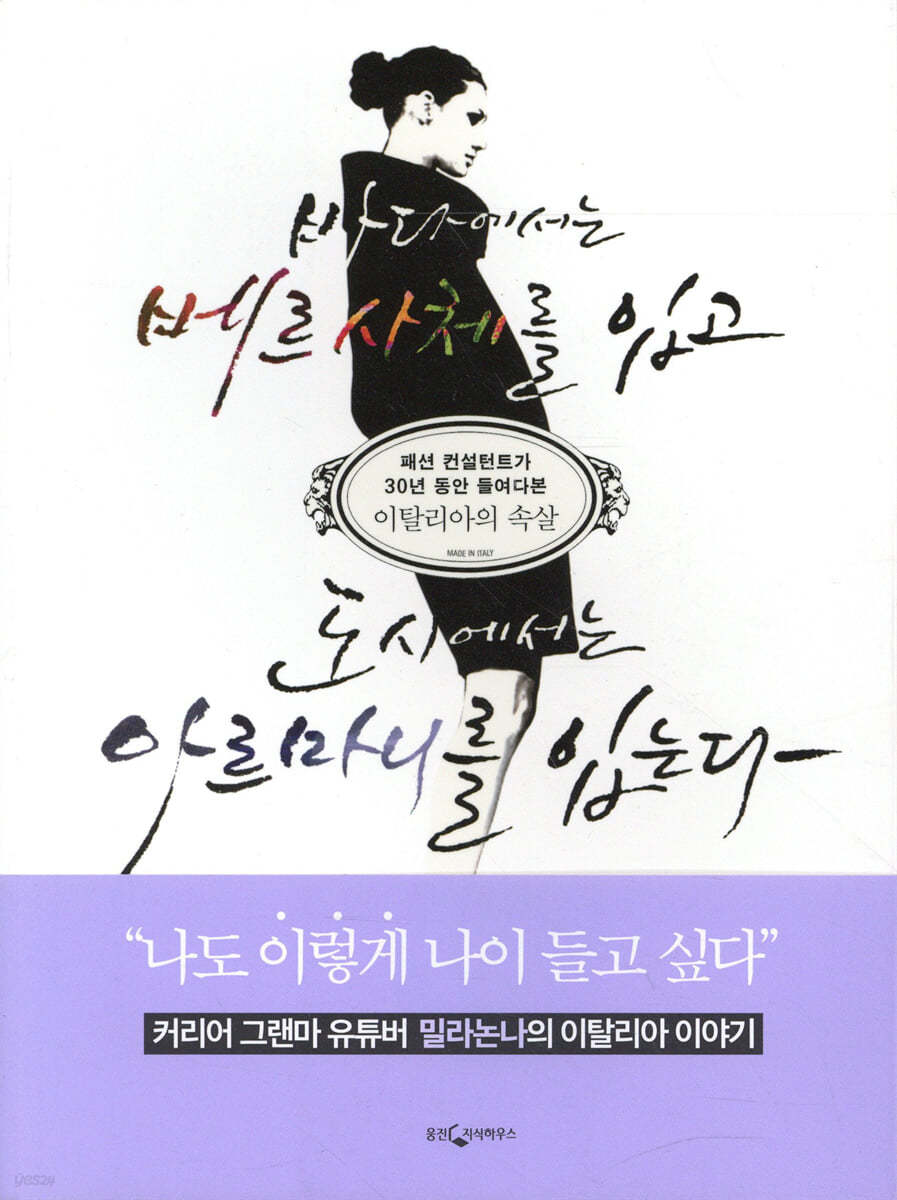 바다에서는
베르사체를 입고
패션 컨설턴트가
30년 동안 들여다본
이탈리아의 속살
MADE IN ITALY
도시에서는
아르마니를 입는다
“나도 이렇게 나이 들고 싶다”
커리어 그랜마 유튜버 밀라논나의 이탈리아 이야기
웅진 지식하우스
yes24